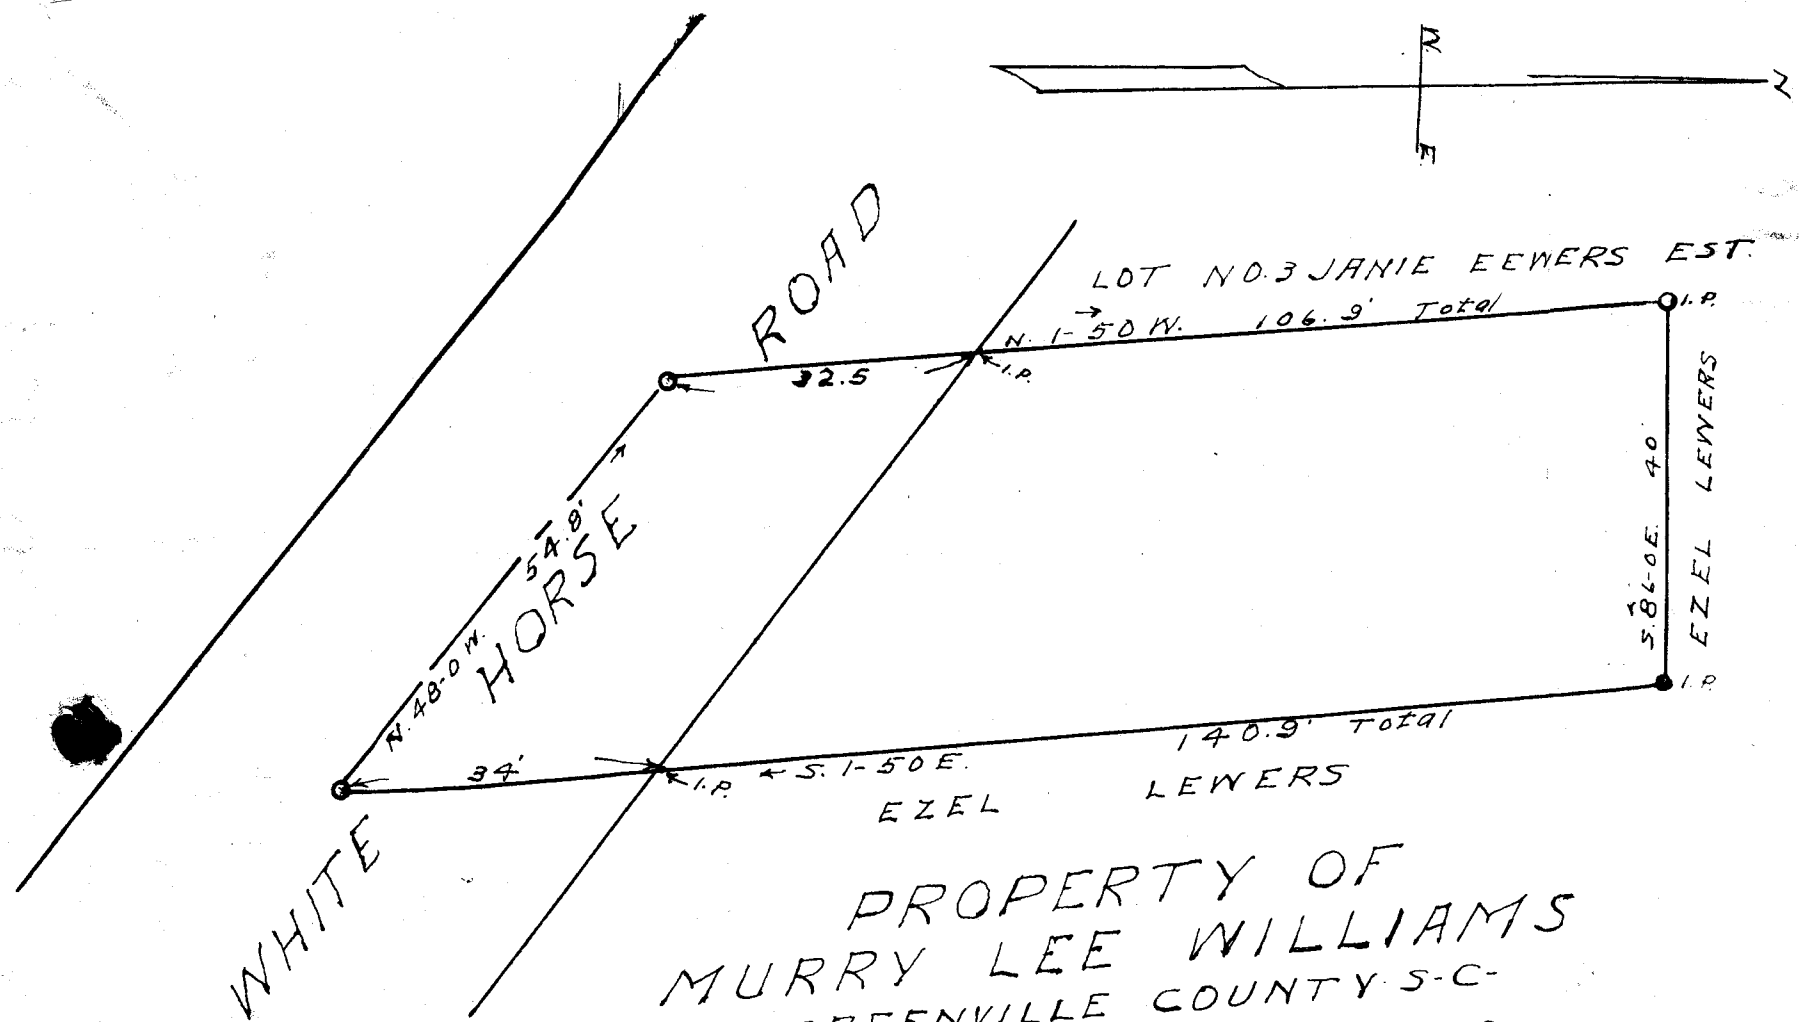 N.
E
N
LOT NO. 3 JANIE EEWERS EST.
N. 1-50 W. 106.9' Total
I.P.
32.5
I.P.
ROAD
HORSE
WHITE
N. 48-0 W. 54.8'
34'
I.P.
S. 1-50 E.
140.9' Total
I.P.
EZEL LEWERS
S. 86-0 E. 40
EZEL LEWERS
PROPERTY OF
MURRY LEE WILLIAMS
GREENVILLE COUNTY S-C-